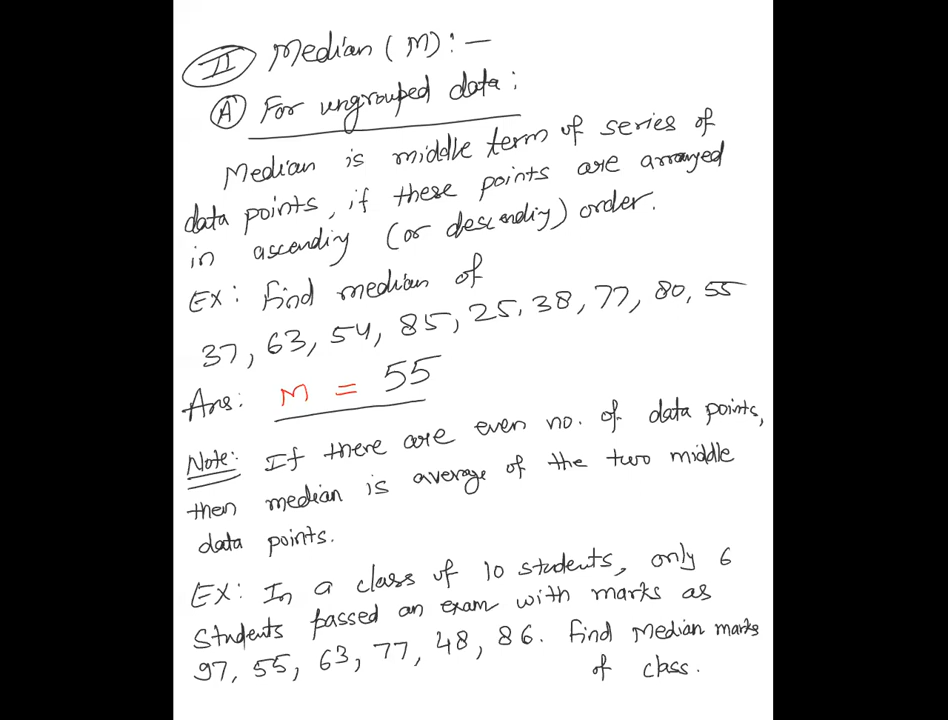 II Median (M): —
A For ungrouped data:
Median is middle term of series of
data points, if these points are arranged
in ascending (or descending) order.
EX: Find median of
37, 63, 54, 85, 25, 38, 77, 80, 55
Ans: M = 55
Note: If there are even no. of data points,
then median is average of the two middle
data points.
EX: In a class of 10 students, only 6
students passed an exam with marks as
97, 55, 63, 77, 48, 86. Find Median marks
of class.